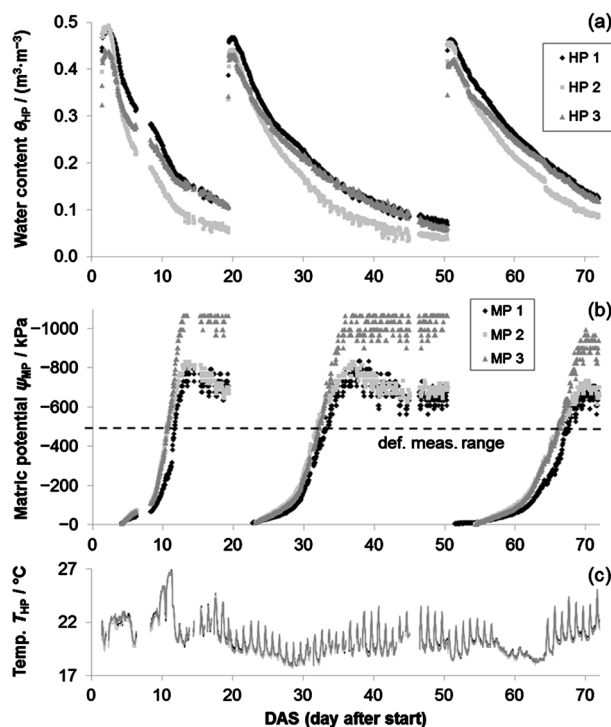 (a)
Water content θHP / (m³·m⁻³)
0.5
0.4
0.3
0.2
0.1
0.0
HP 1
HP 2
HP 3
0 10 20 30 40 50 60 70
(b)
Matric potential ψMP / kPa
−1000
−800
−600
−400
−200
−0
MP 1
MP 2
MP 3
def. meas. range
0 10 20 30 40 50 60 70
(c)
Temp. THP / °C
27
22
17
0 10 20 30 40 50 60 70
DAS (day after start)